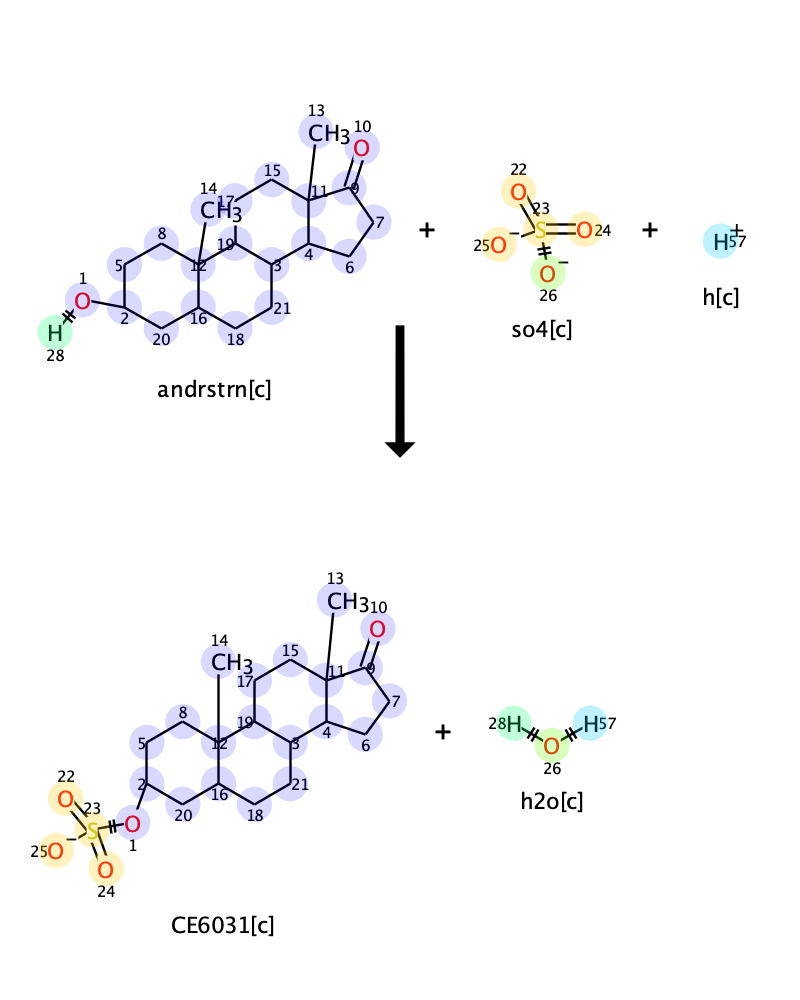 13
CH3
10
O
15
11
9
14
CH3
17
7
8
19
5
12
3
4
6
1
O
2
16
21
20
18
H
28
andrstrn[c]
+
22
O
23
S
O
24
25
O
−
O
−
26
so4[c]
+
H
+
57
h[c]
13
CH3
10
O
14
CH3
15
11
9
17
7
8
19
5
12
3
4
6
2
16
21
20
18
22
O
23
S
O
1
25
O
−
O
24
CE6031[c]
+
28
H
H
57
O
26
h2o[c]